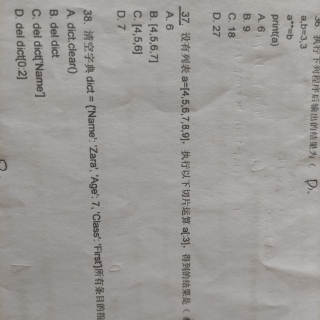 36. 执行下列程序后输出的结果为（
D.
a,b=3,3
a**=b
print(a)
A. 6
B. 9
C. 18
D. 27
37. 设有列表 a=[4,5,6,7,8,9]，执行以下切片运算 a[:3]，得到的结果是（
A. 6
B. [4,5,6,7]
C. [4,5,6]
D. 7
38. 清空字典 dict = {'Name': 'Zara', 'Age': 7, 'Class': 'First'}所有条目的
A. dict.clear()
B. del dict
C. del dict['Name']
D. del dict[0:2]